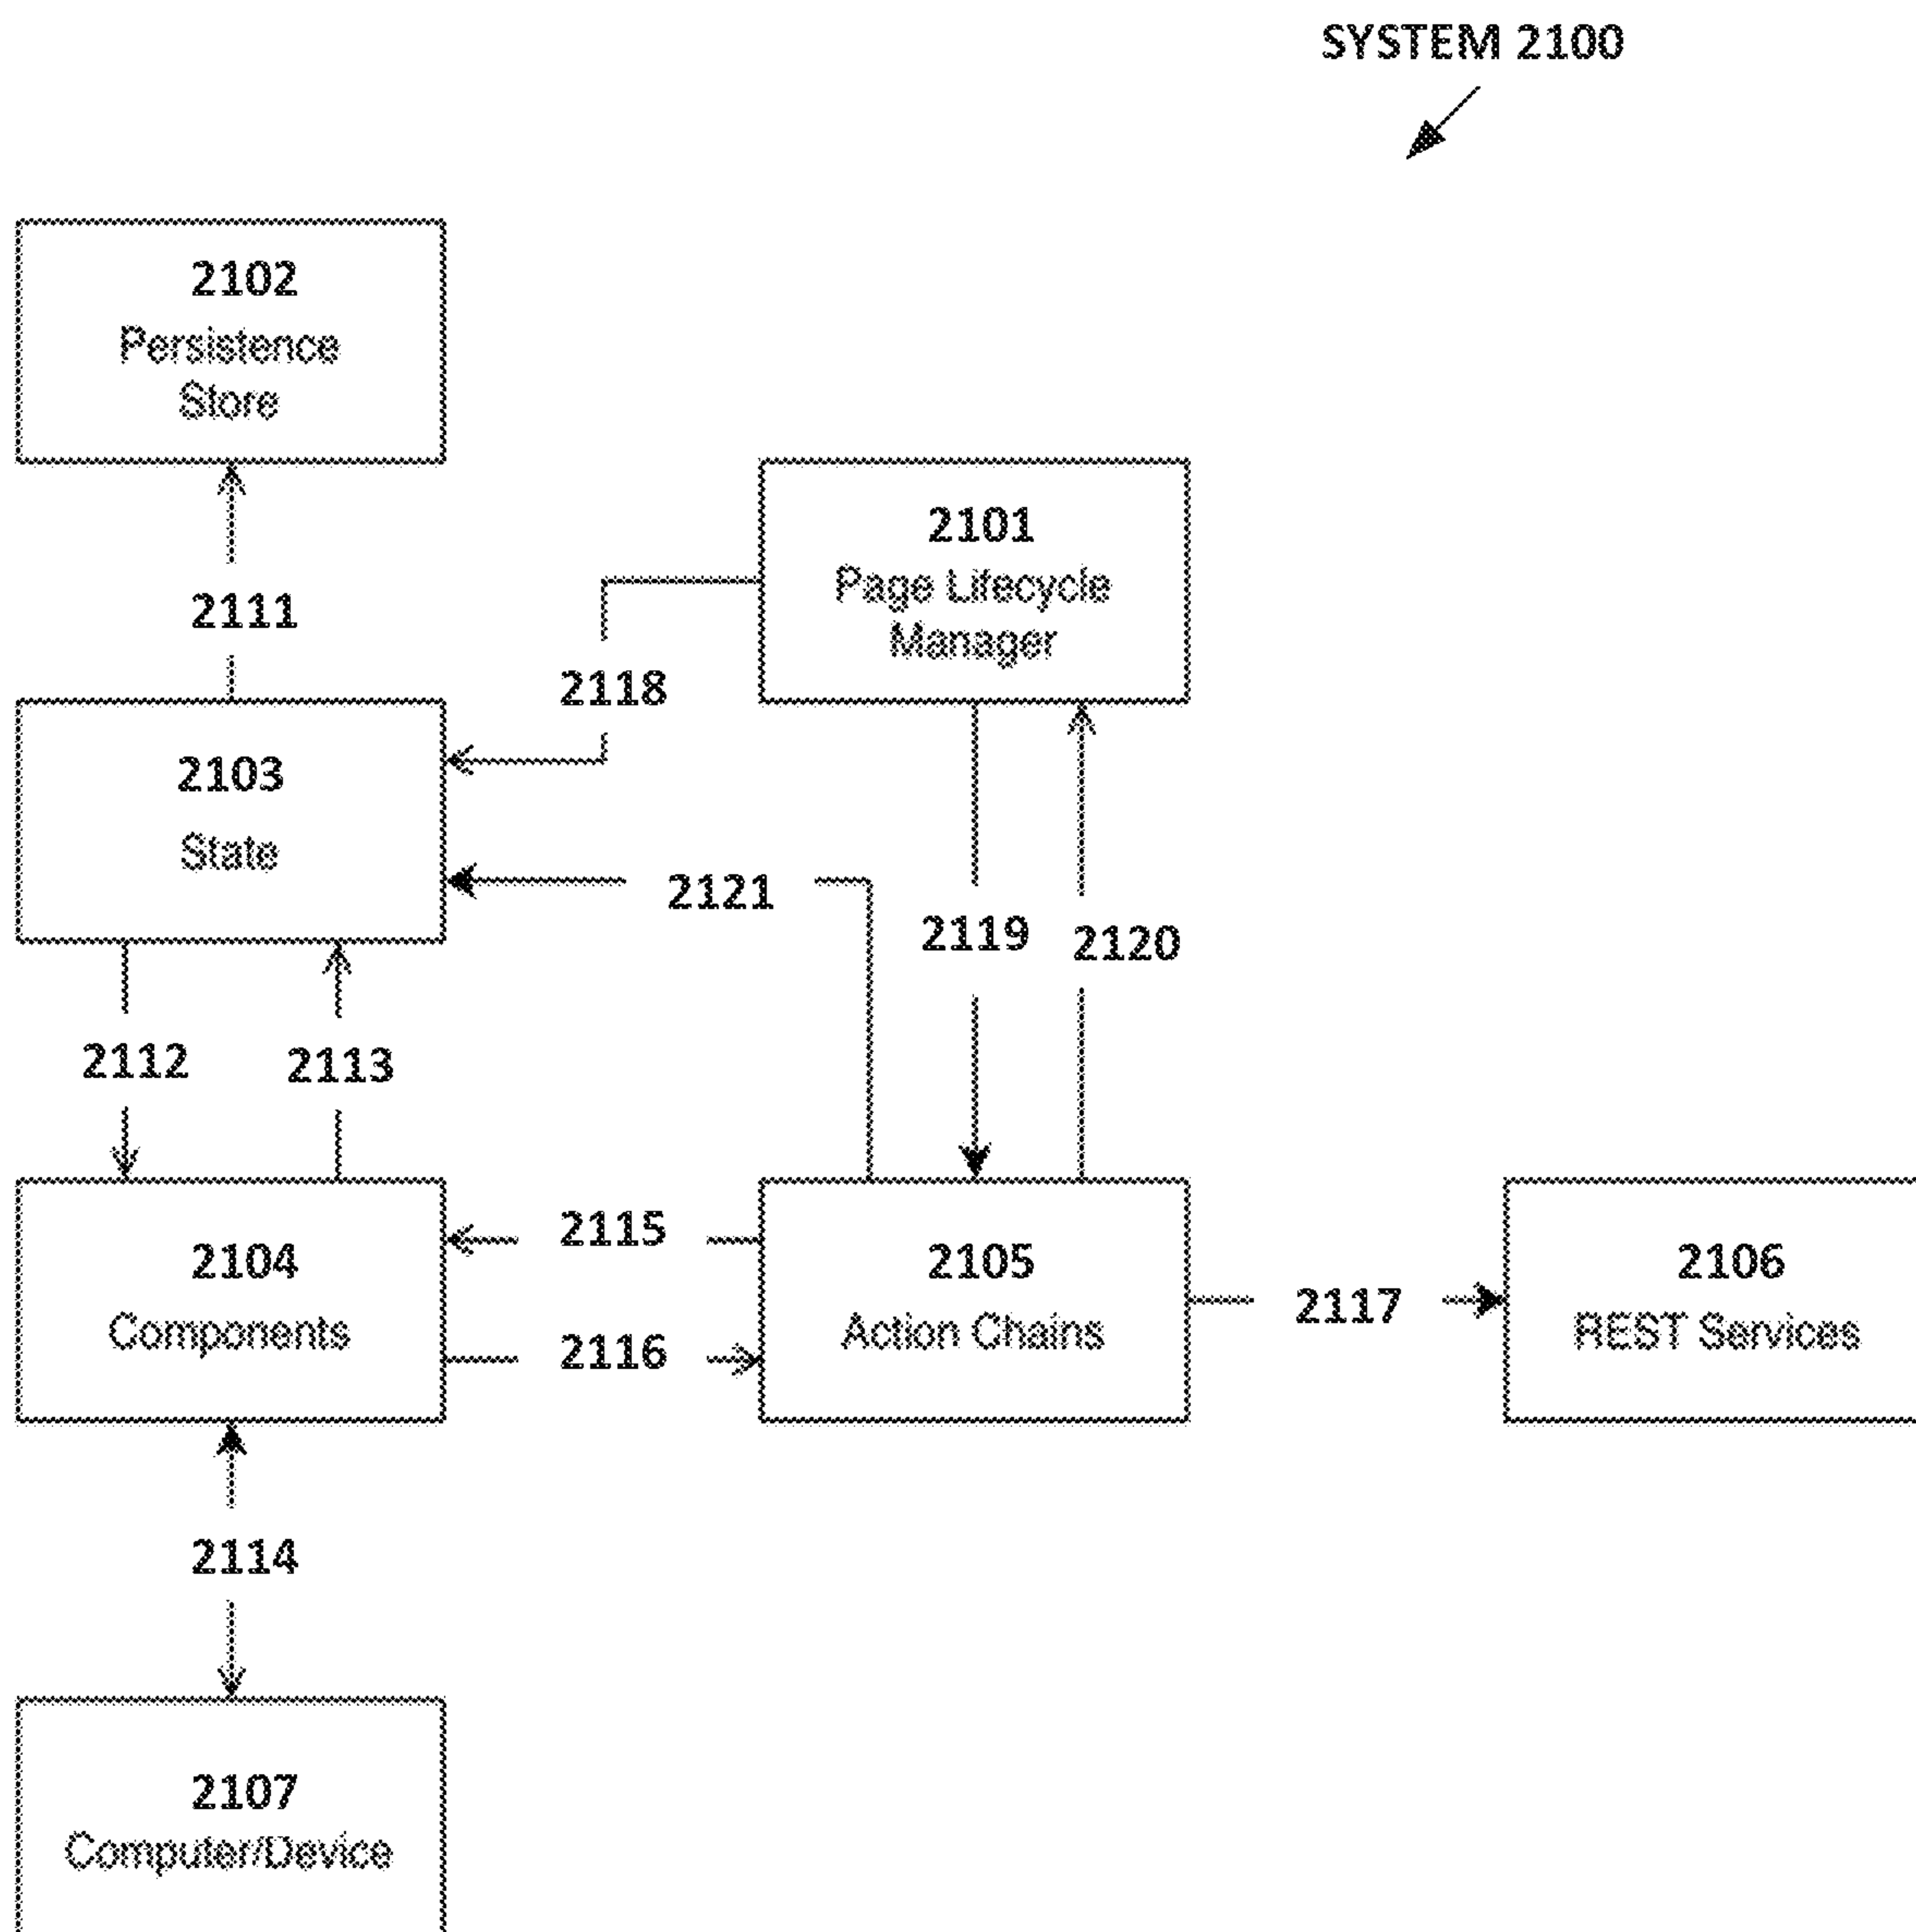 SYSTEM 2100
2102
Persistence
Store
2101
Page Lifecycle
Manager
2111
2118
2103
State
2121
2119
2120
2112
2113
2115
2104
Components
2105
Action Chains
2106
REST Services
2117
2116
2114
2107
Computer/Device